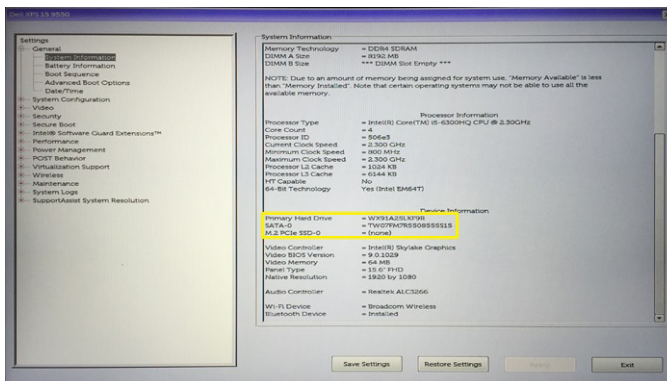 Dell XPS 15 9550
Settings
General
System Information
Battery Information
Boot Sequence
Advanced Boot Options
Date/Time
System Configuration
Video
Security
Secure Boot
Intel® Software Guard Extensions™
Performance
Power Management
POST Behavior
Virtualization Support
Wireless
Maintenance
System Logs
SupportAssist System Resolution
System Information
Memory Technology = DDR4 SDRAM
DIMM A Size = 8192 MB
DIMM B Size *** DIMM Slot Empty ***
NOTE: Due to an amount of memory being assigned for system use, "Memory Available" is less
than "Memory Installed". Note that certain operating systems may not be able to use all the
available memory.
Processor Information
Processor Type = Intel(R) Core(TM) i5-6300HQ CPU @ 2.30GHz
Core Count = 4
Processor ID = 506e3
Current Clock Speed = 2.300 GHz
Minimum Clock Speed = 800 MHz
Maximum Clock Speed = 2.300 GHz
Processor L2 Cache = 1024 KB
Processor L3 Cache = 6144 KB
HT Capable No
64-Bit Technology Yes (Intel EM64T)
Device Information
Primary Hard Drive =
SATA-0 =
M.2 PCIe SSD-0 = (none)
Video Controller = Intel(R) Skylake Graphics
Video BIOS Version = 9.0.1029
Video Memory = 64 MB
Panel Type = 15.6" FHD
Native Resolution = 1920 by 1080
Audio Controller = Realtek ALC3266
Wi-Fi Device = Broadcom Wireless
Bluetooth Device = Installed
Save Settings
Restore Settings
Exit